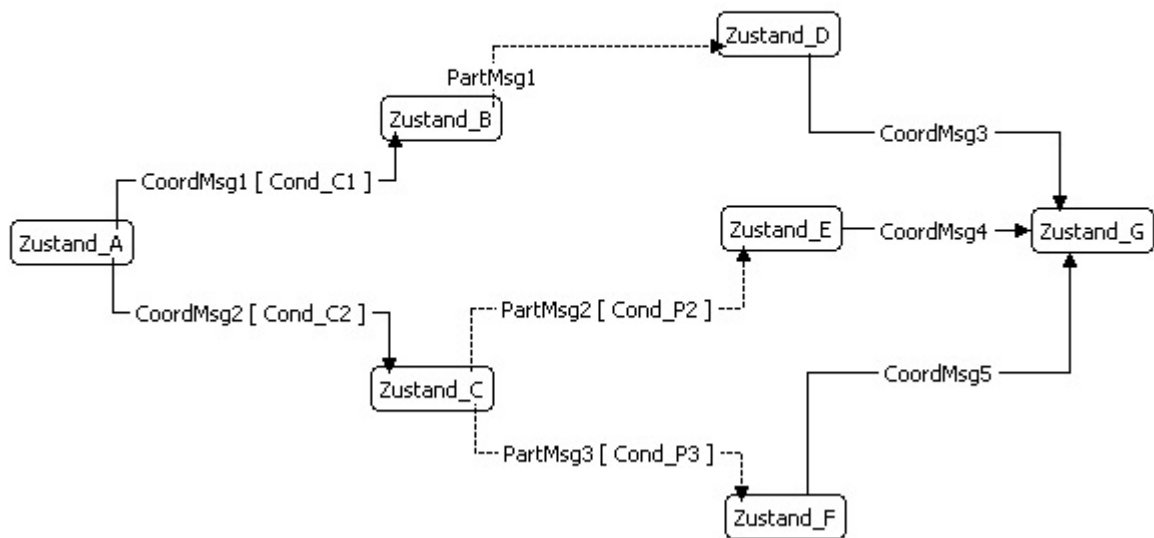 Zustand_D
PartMsg1
Zustand_B
CoordMsg3
CoordMsg1 [ Cond_C1 ]
Zustand_A
Zustand_E
CoordMsg4
Zustand_G
CoordMsg2 [ Cond_C2 ]
PartMsg2 [ Cond_P2 ]
Zustand_C
CoordMsg5
PartMsg3 [ Cond_P3 ]
Zustand_F